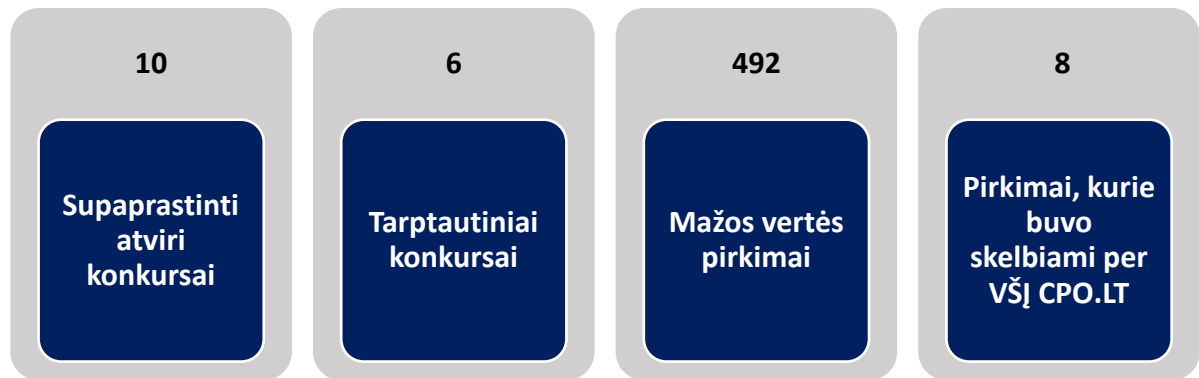 10
Supaprastinti
atviri
konkursai
6
Tarptautiniai
konkursai
492
Mažos vertės
pirkimai
8
Pirkimai, kurie
buvo
skelbiami per
VŠĮ CPO.LT